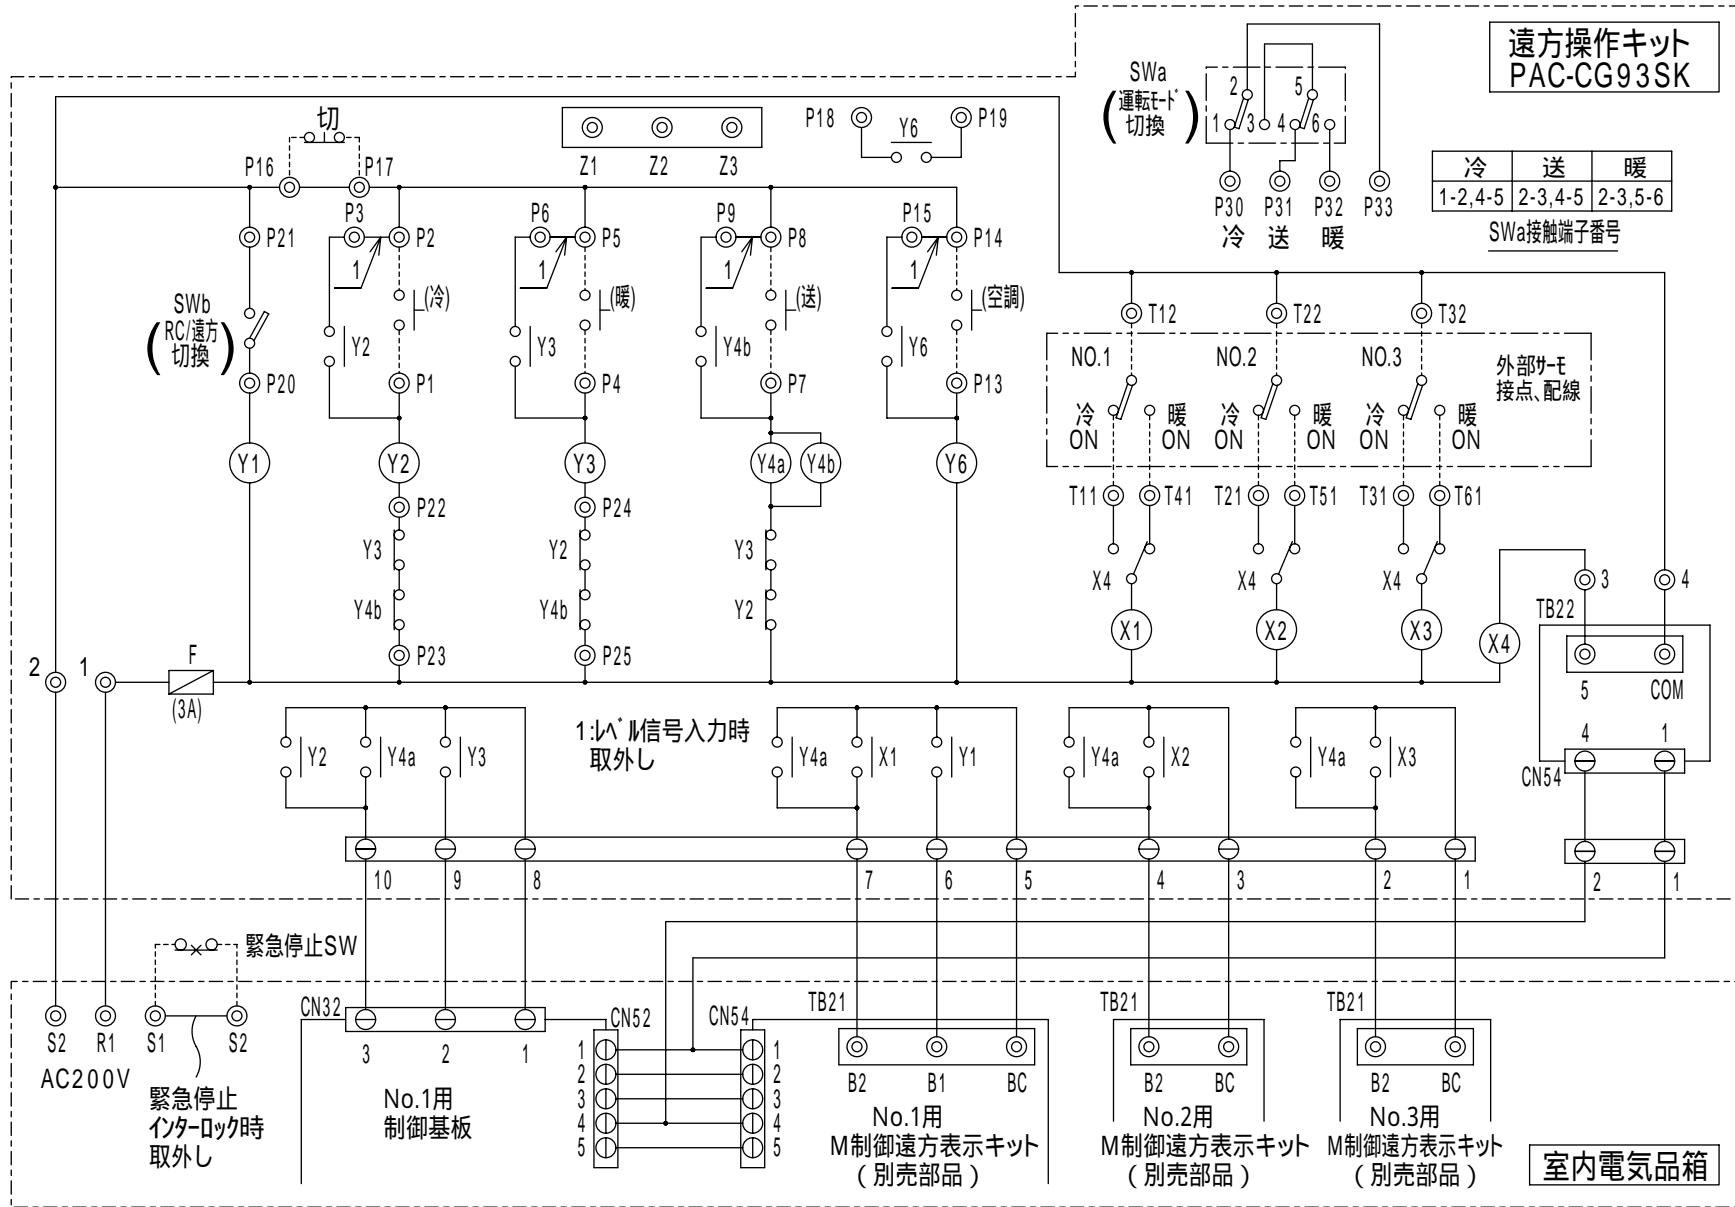 遠方操作キット
PAC-CG93SK
SWa
(運転モード
切換)
2 5
1 3 4 6
P30 P31 P32 P33
冷 送 暖
冷 送 暖
1-2,4-5 2-3,4-5 2-3,5-6
SWa接触端子番号
切
P16 P17
Z1 Z2 Z3
P18 Y6 P19
P21 P3 P2 P6 P5 P9 P8 P15 P14
1 1 1 1
SWb
(RC/遠方
切換)
(冷) (暖) (送) (空調)
Y2 Y3 Y4b Y6
P20 P1 P4 P7 P13
Y1 Y2 Y3 Y4a Y4b Y6
P22 P24
Y3 Y2 Y3
Y4b Y4b Y2
P23 P25
T12 T22 T32
NO.1 NO.2 NO.3
外部サーモ
接点、配線
冷 暖 冷 暖 冷 暖
ON ON ON ON ON ON
T11 T41 T21 T51 T31 T61
X4 X4 X4
X1 X2 X3 X4
3 4
TB22
5 COM
4 1
CN54
2 1
2 1
F
(3A)
1:レベル信号入力時
取外し
Y2 Y4a Y3 Y4a X1 Y1 Y4a X2 Y4a X3
10 9 8 7 6 5 4 3 2 1
緊急停止SW
S2 R1 S1 S2
AC200V
緊急停止
インターロック時
取外し
CN32
3 2 1
No.1用
制御基板
CN52 CN54
1 1
2 2
3 3
4 4
5 5
TB21 TB21 TB21
B2 B1 BC B2 BC B2 BC
No.1用
M制御遠方表示キット
(別売部品)
No.2用
M制御遠方表示キット
(別売部品)
No.3用
M制御遠方表示キット
(別売部品)
室内電気品箱